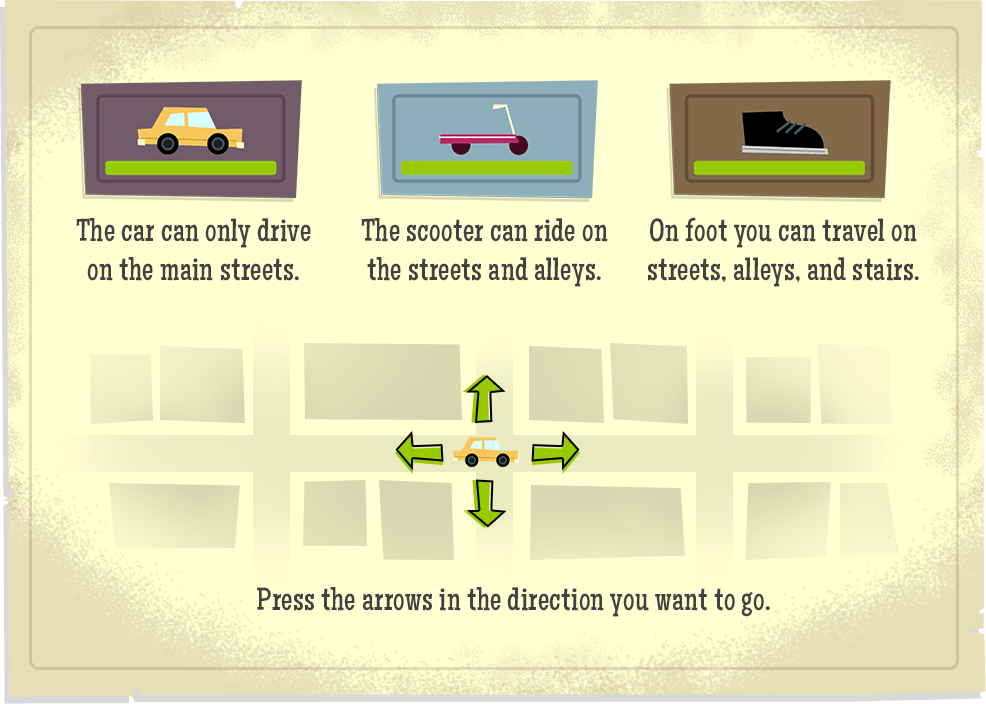 The car can only drive
on the main streets.
The scooter can ride on
the streets and alleys.
On foot you can travel on
streets, alleys, and stairs.
Press the arrows in the direction you want to go.